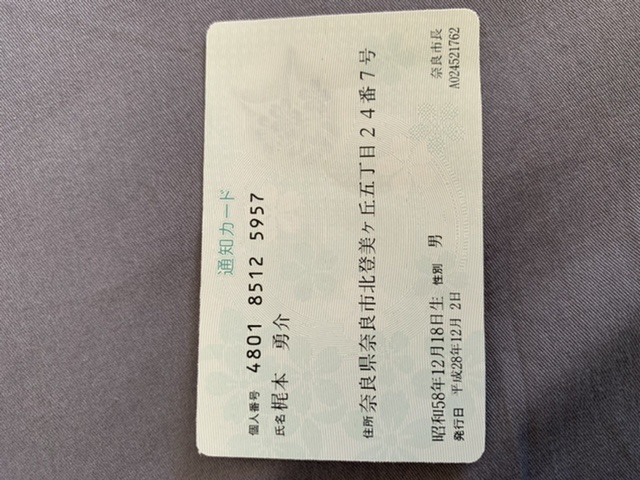 通知カード
個人番号 4801 8512 5957
氏名 梶本 勇介
住所 奈良県奈良市北登美ヶ丘五丁目24番7号
昭和58年12月18日生 性別 男
発行日 平成28年12月 2日
奈良市長
A024521762